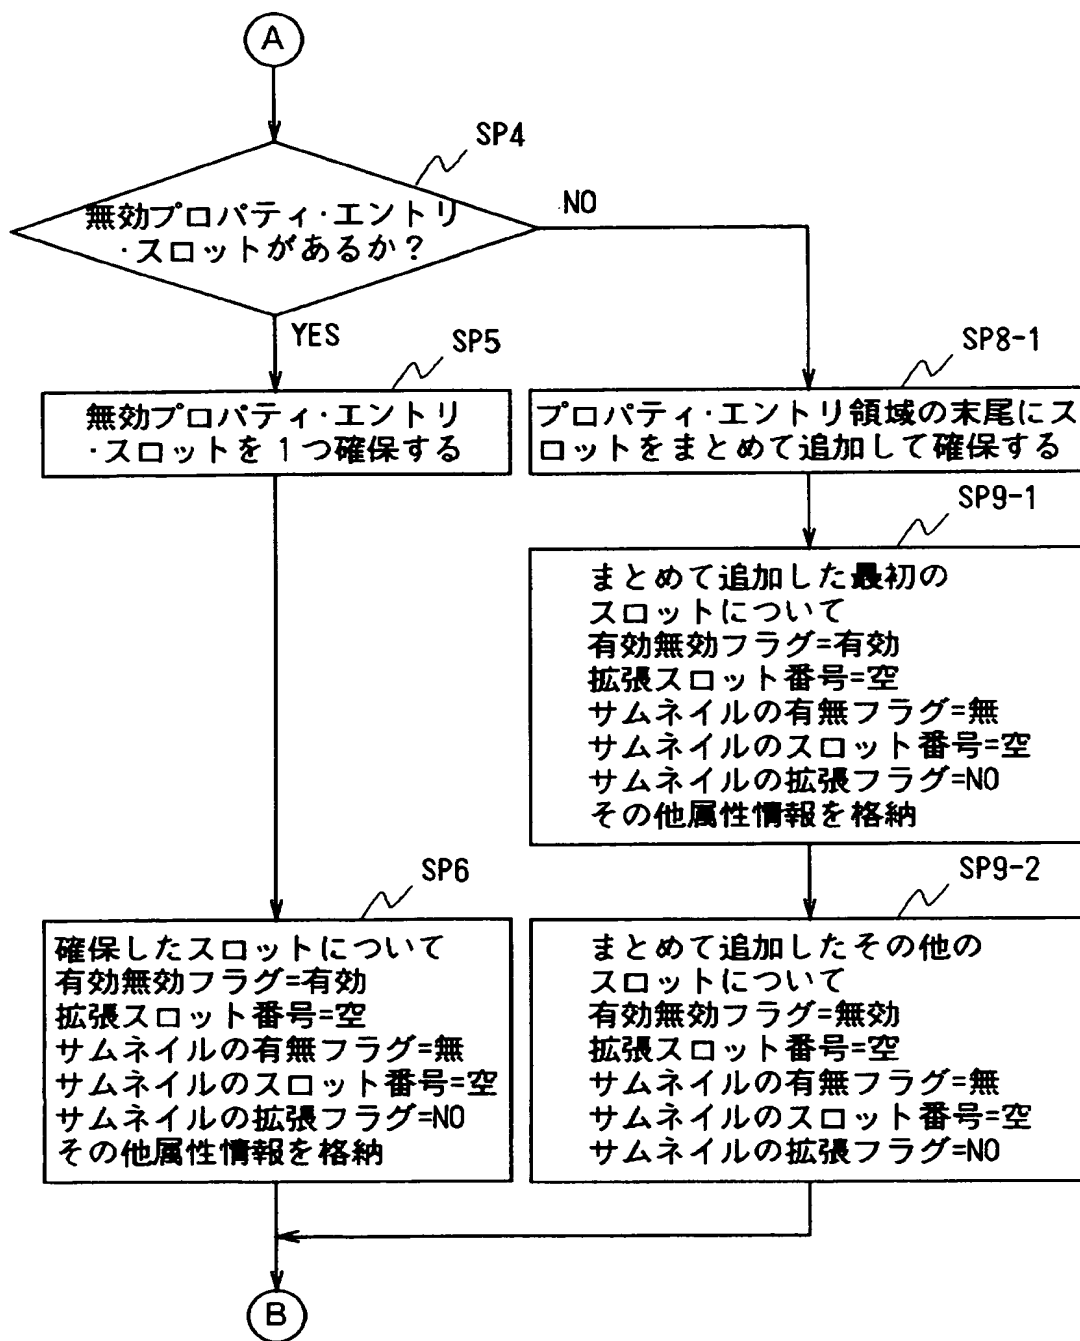 A
SP4
無効プロパティ・エントリ
・スロットがあるか？
NO
YES
SP5
無効プロパティ・エントリ
・スロットを1つ確保する
SP8-1
プロパティ・エントリ領域の末尾にス
ロットをまとめて追加して確保する
SP9-1
まとめて追加した最初の
スロットについて
有効無効フラグ=有効
拡張スロット番号=空
サムネイルの有無フラグ=無
サムネイルのスロット番号=空
サムネイルの拡張フラグ=NO
その他属性情報を格納
SP6
確保したスロットについて
有効無効フラグ=有効
拡張スロット番号=空
サムネイルの有無フラグ=無
サムネイルのスロット番号=空
サムネイルの拡張フラグ=NO
その他属性情報を格納
SP9-2
まとめて追加したその他の
スロットについて
有効無効フラグ=無効
拡張スロット番号=空
サムネイルの有無フラグ=無
サムネイルのスロット番号=空
サムネイルの拡張フラグ=NO
B